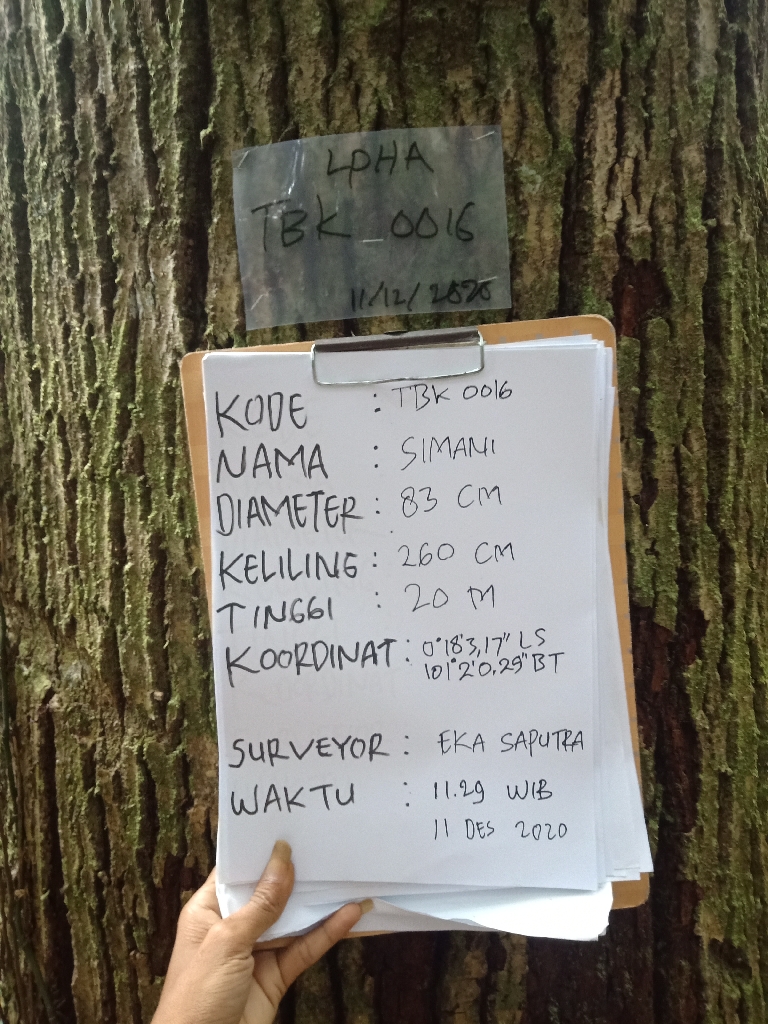 LPHA
TBK_0016
11/12/2020
KODE : TBK 0016
NAMA : SIMANI
DIAMETER : 83 CM
KELILING : 260 CM
TINGGI : 20 M
KOORDINAT : 0°18'3,17" LS
101°2'0,29" BT
SURVEYOR : EKA SAPUTRA
WAKTU : 11.29 WIB
11 DES 2020